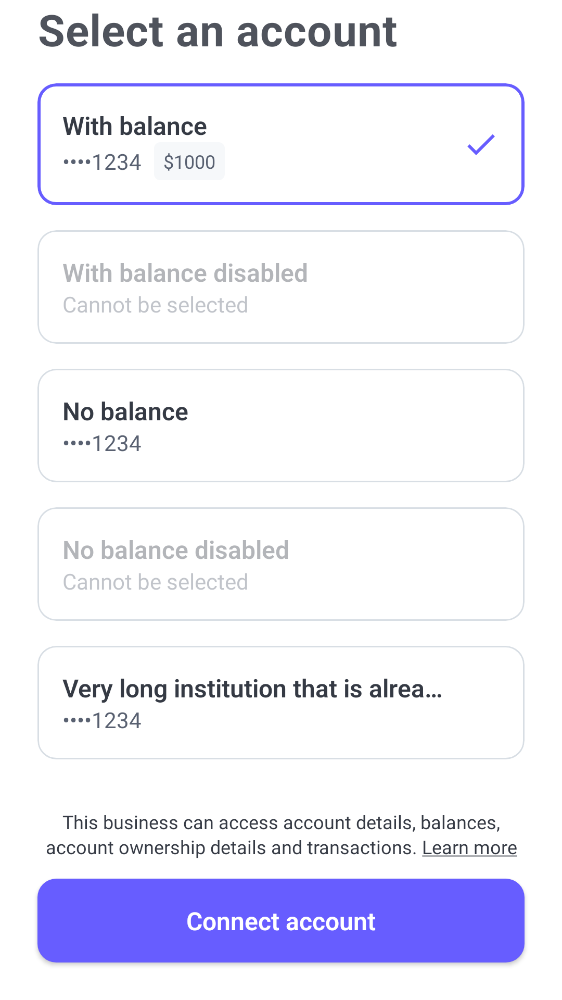 Select an account
With balance
••••1234 $1000
With balance disabled
Cannot be selected
No balance
••••1234
No balance disabled
Cannot be selected
Very long institution that is alrea…
••••1234
This business can access account details, balances,
account ownership details and transactions. Learn more
Connect account